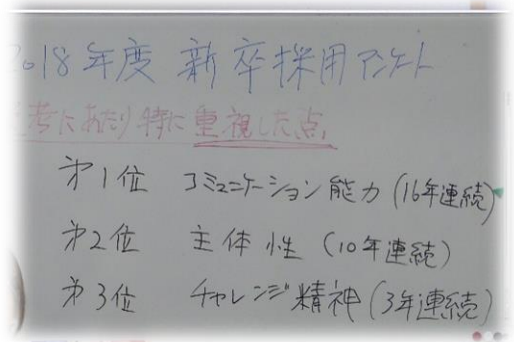 2018年度 新卒採用アンケート
選考にあたり特に重視した点。
第1位 コミュニケーション能力 (16年連続)
第2位 主体性 (10年連続)
第3位 チャレンジ精神 (3年連続)